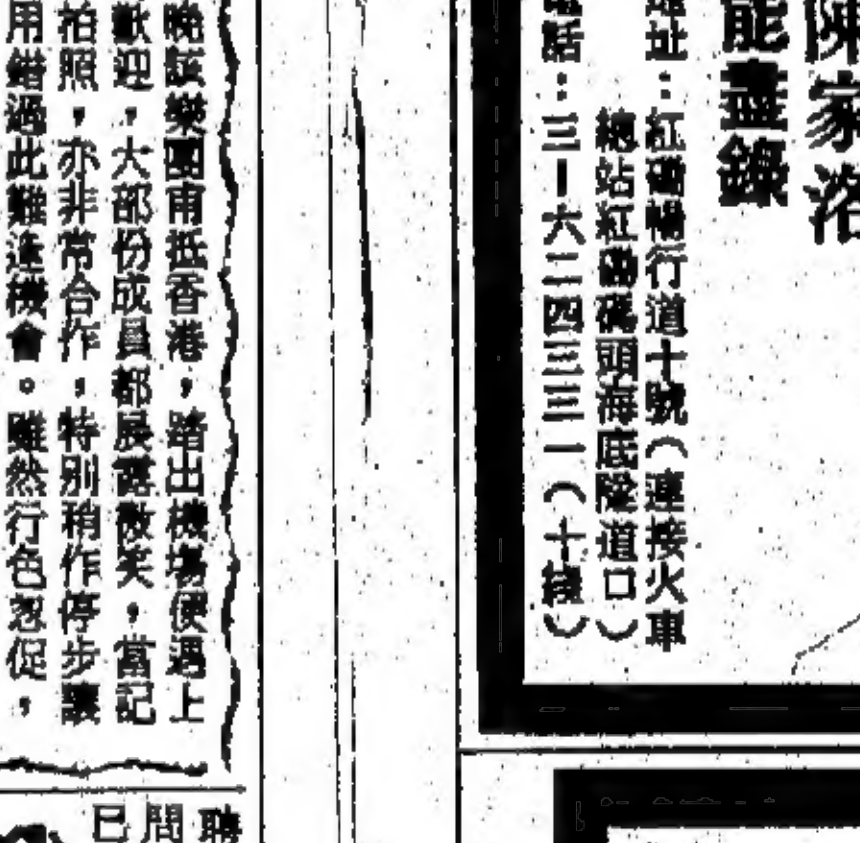 陳家洛
能盡錄
地址：紅磡暢行道十號（連接火車
總站紅磡碼頭海底隧道口）
電話：三－六二四三三一（十綫）
晚該樂團甫抵香港，踏出機場便遇上
歡迎，大部份成員都展露微笑，當記
拍照，亦非常合作，特別稍作停步讓
用錯過此難逢機會。雖然行色怱促，
聘
問
已